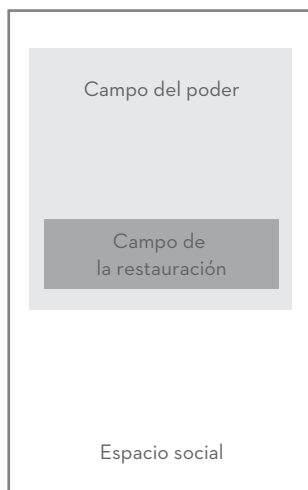 Campo del poder
Campo de
la restauración
Espacio social